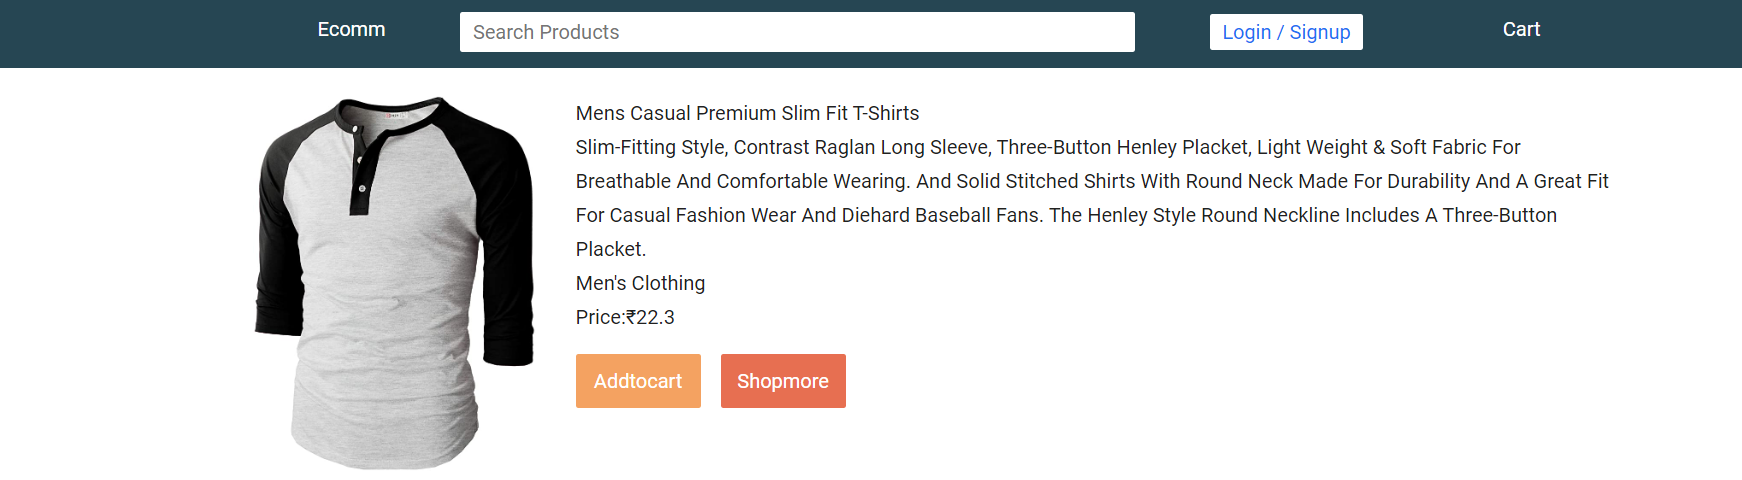 Ecomm
Search Products
Login / Signup
Cart
Mens Casual Premium Slim Fit T-Shirts
Slim-Fitting Style, Contrast Raglan Long Sleeve, Three-Button Henley Placket, Light Weight & Soft Fabric For
Breathable And Comfortable Wearing. And Solid Stitched Shirts With Round Neck Made For Durability And A Great Fit
For Casual Fashion Wear And Diehard Baseball Fans. The Henley Style Round Neckline Includes A Three-Button
Placket.
Men's Clothing
Price:₹22.3
Addtocart
Shopmore